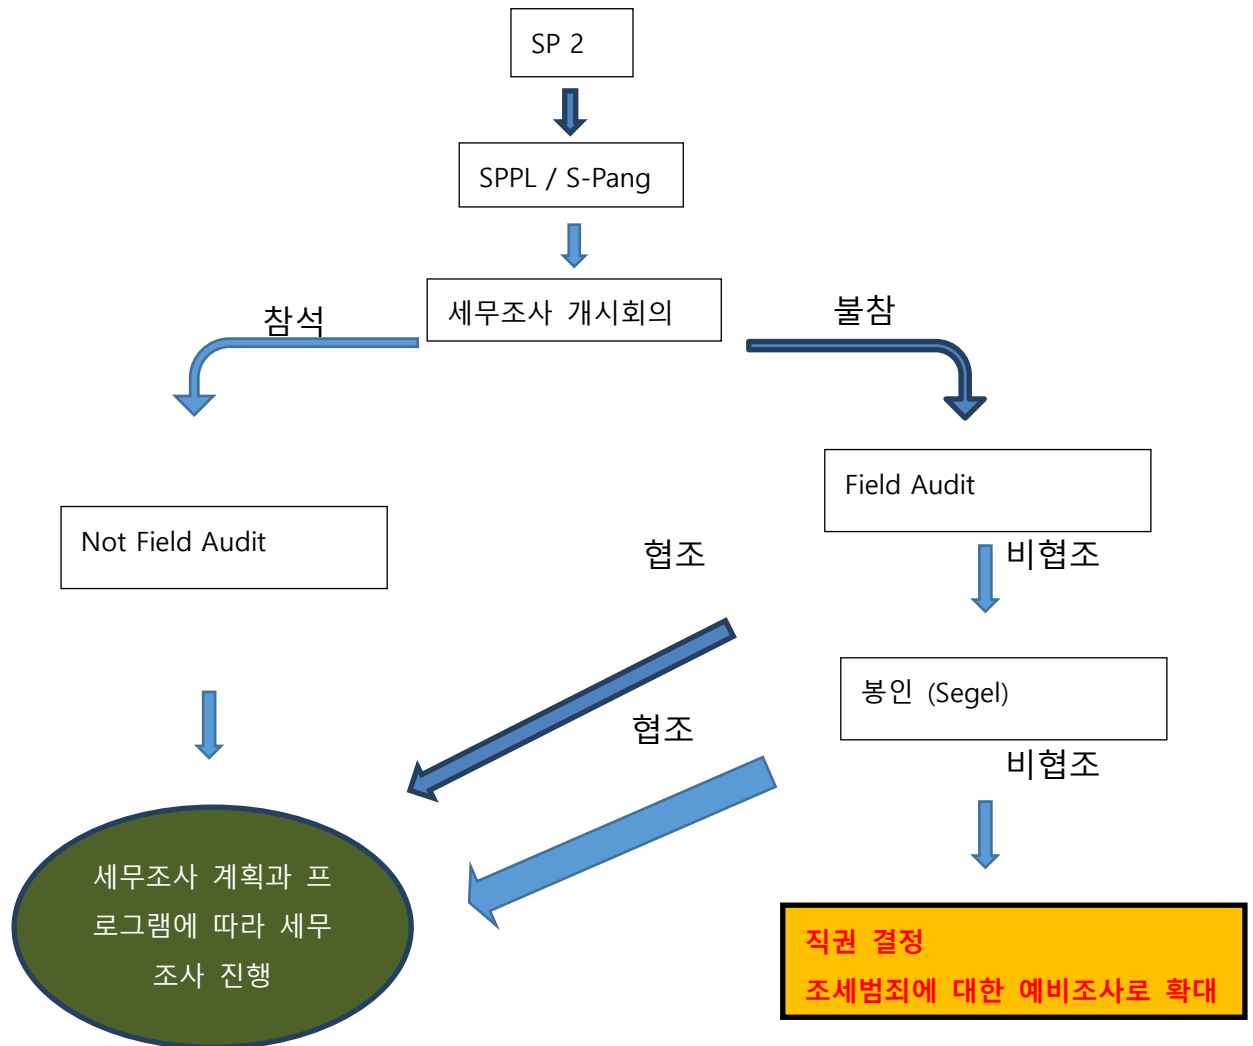 SP 2
SPPL / S-Pang
세무조사 개시회의
참석
불참
Field Audit
Not Field Audit
협조
비협조
봉인 (Segel)
협조
비협조
세무조사 계획과 프
로그램에 따라 세무
조사 진행
직권 결정
조세범죄에 대한 예비조사로 확대